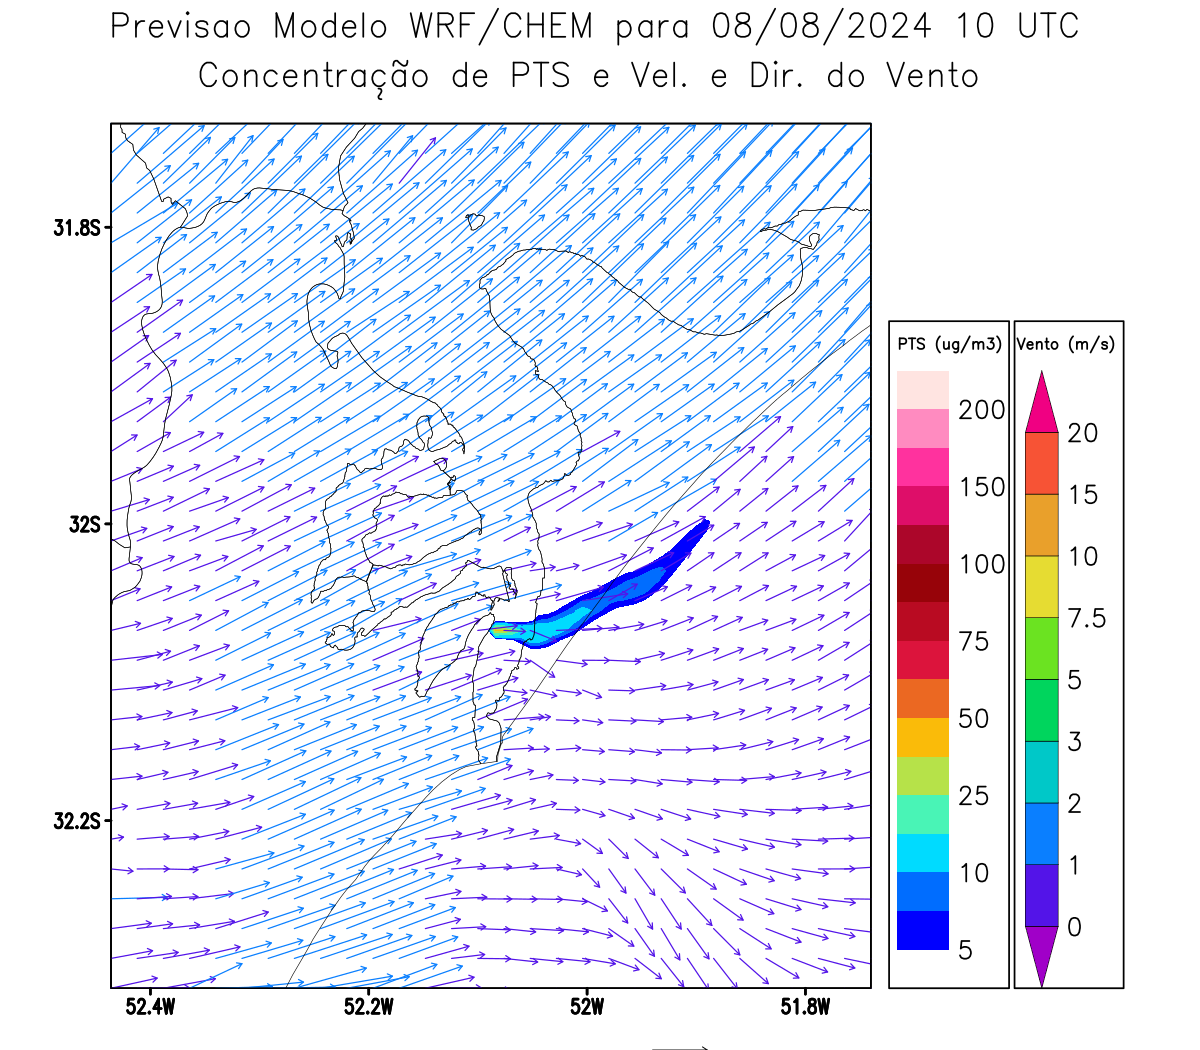 Previsao Modelo WRF/CHEM para 08/08/2024 10 UTC
Concentração de PTS e Vel. e Dir. do Vento
31.8S
32S
32.2S
52.4W 52.2W 52W 51.8W
PTS (ug/m3)
200
150
100
75
50
25
10
5
Vento (m/s)
20
15
10
7.5
5
3
2
1
0